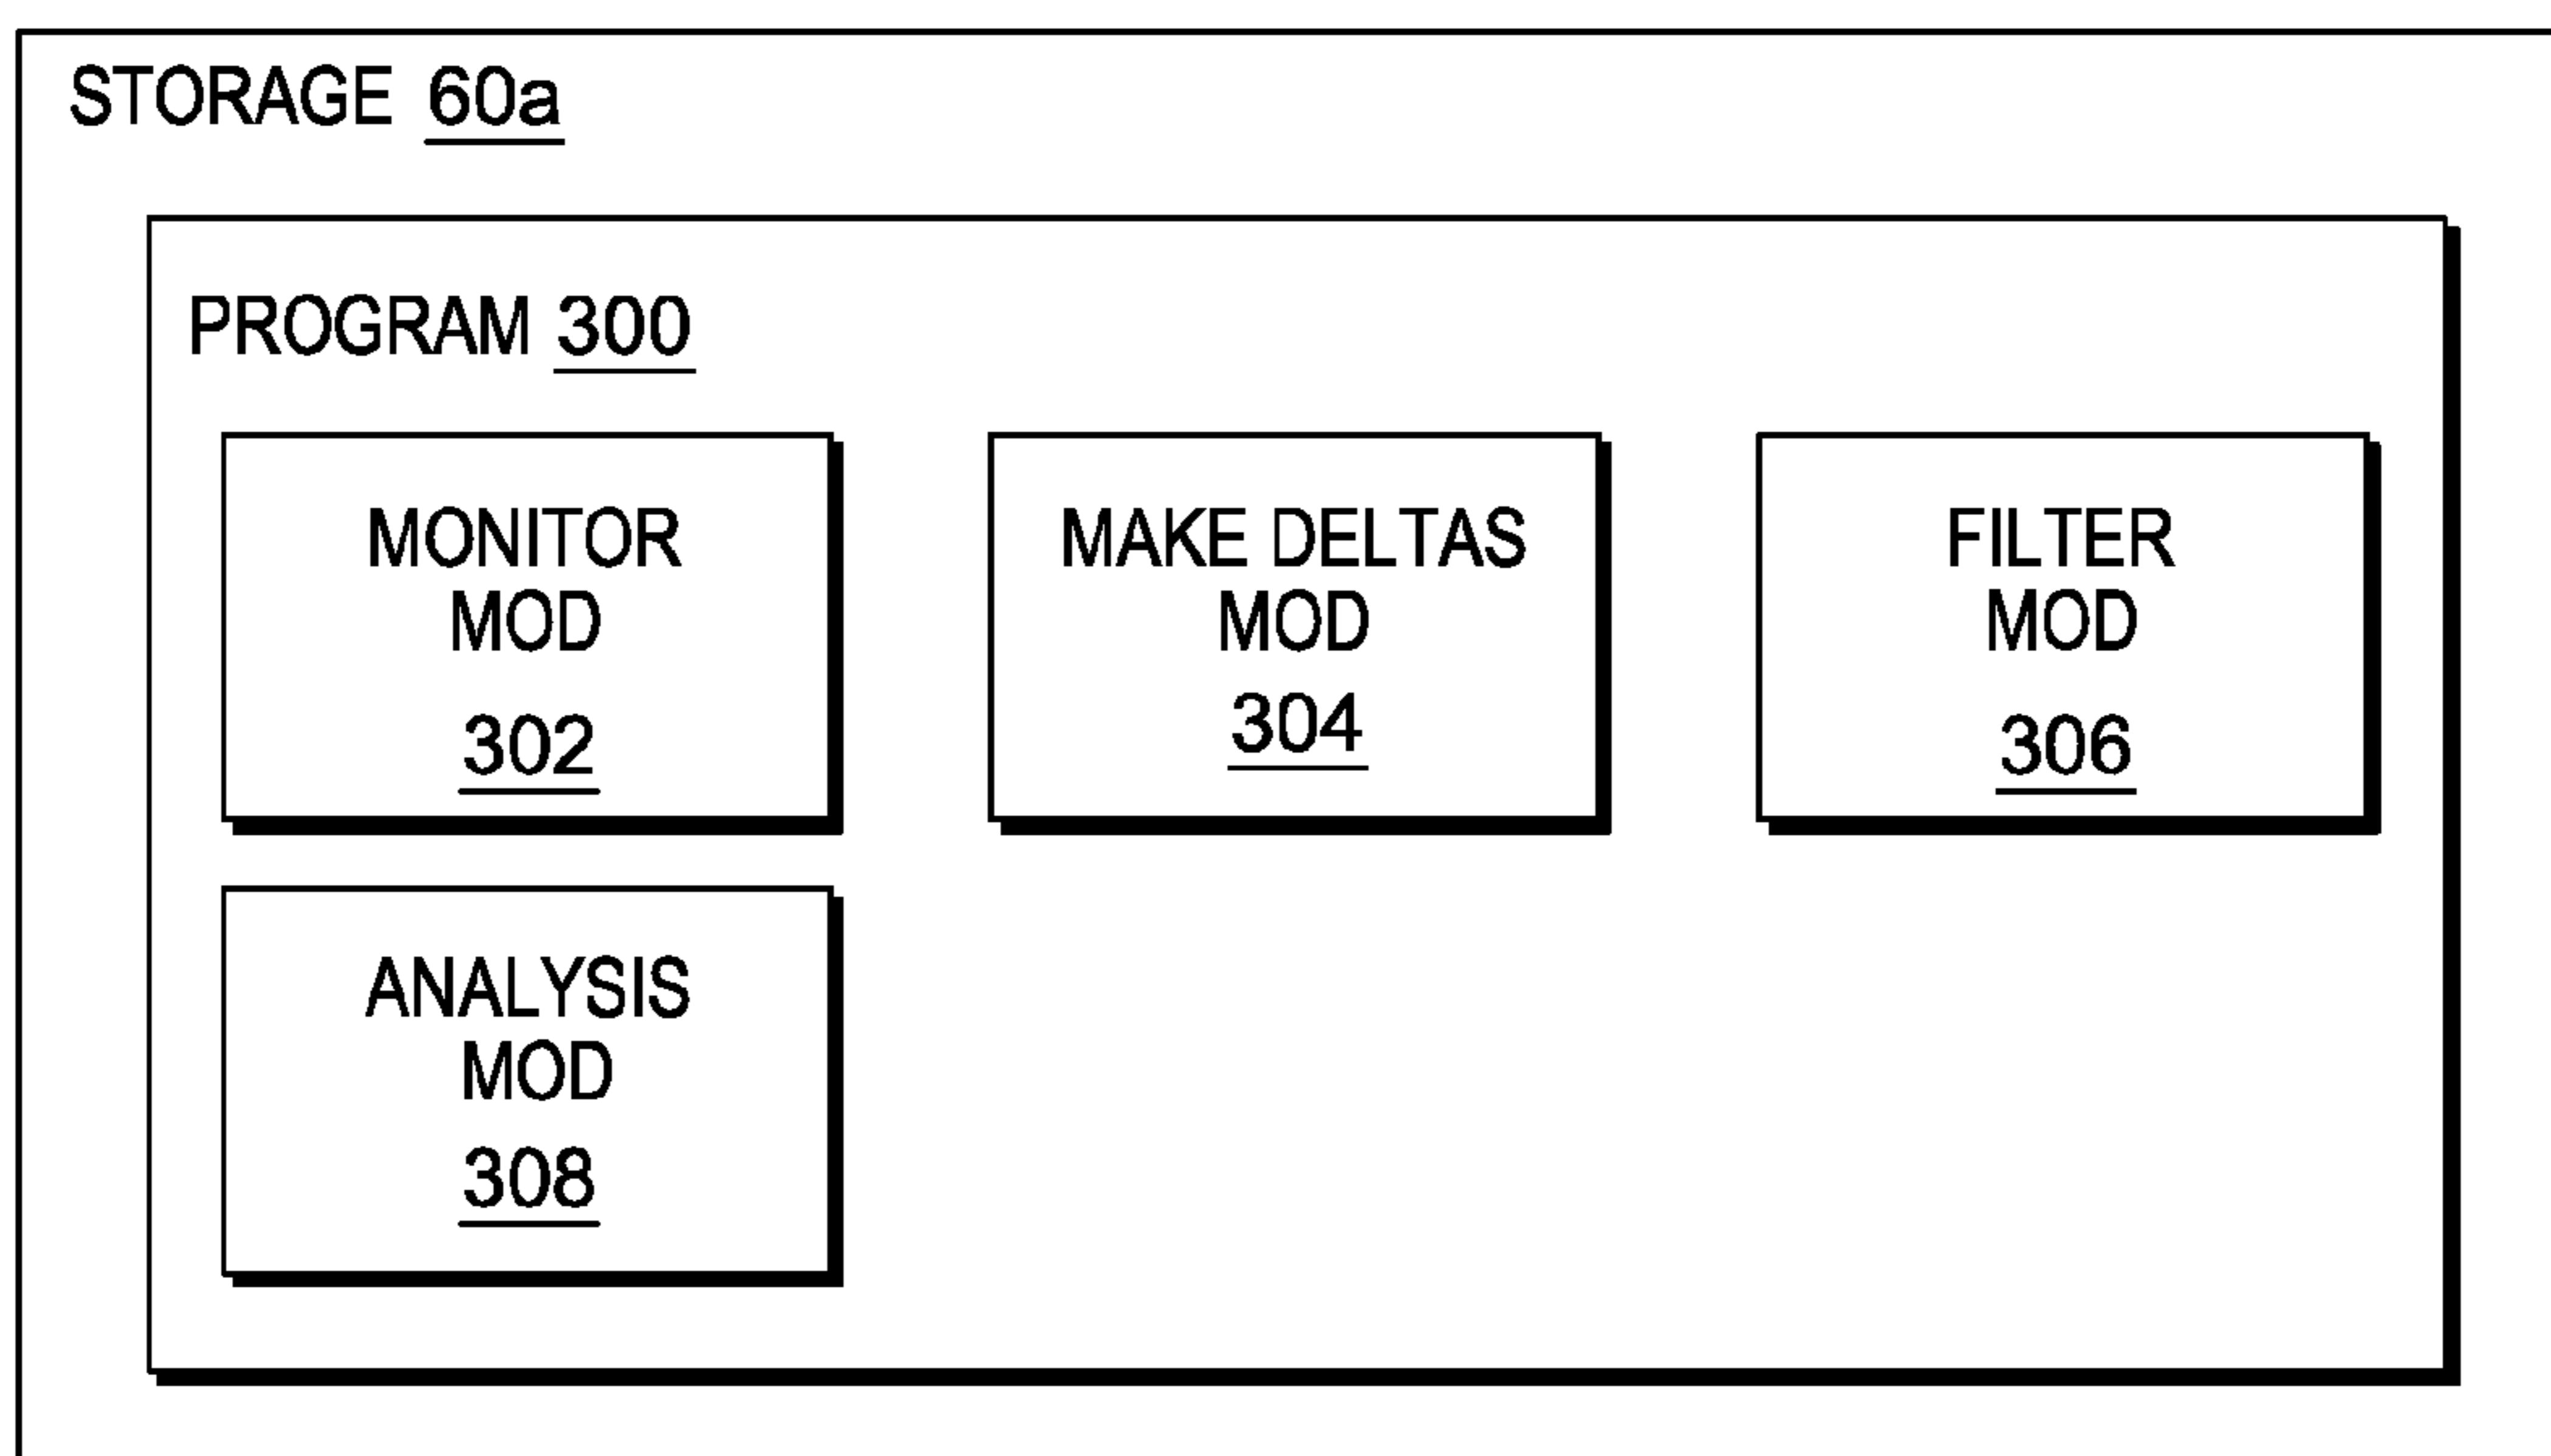 STORAGE 60a
PROGRAM 300
MONITOR
MOD
302
MAKE DELTAS
MOD
304
FILTER
MOD
306
ANALYSIS
MOD
308